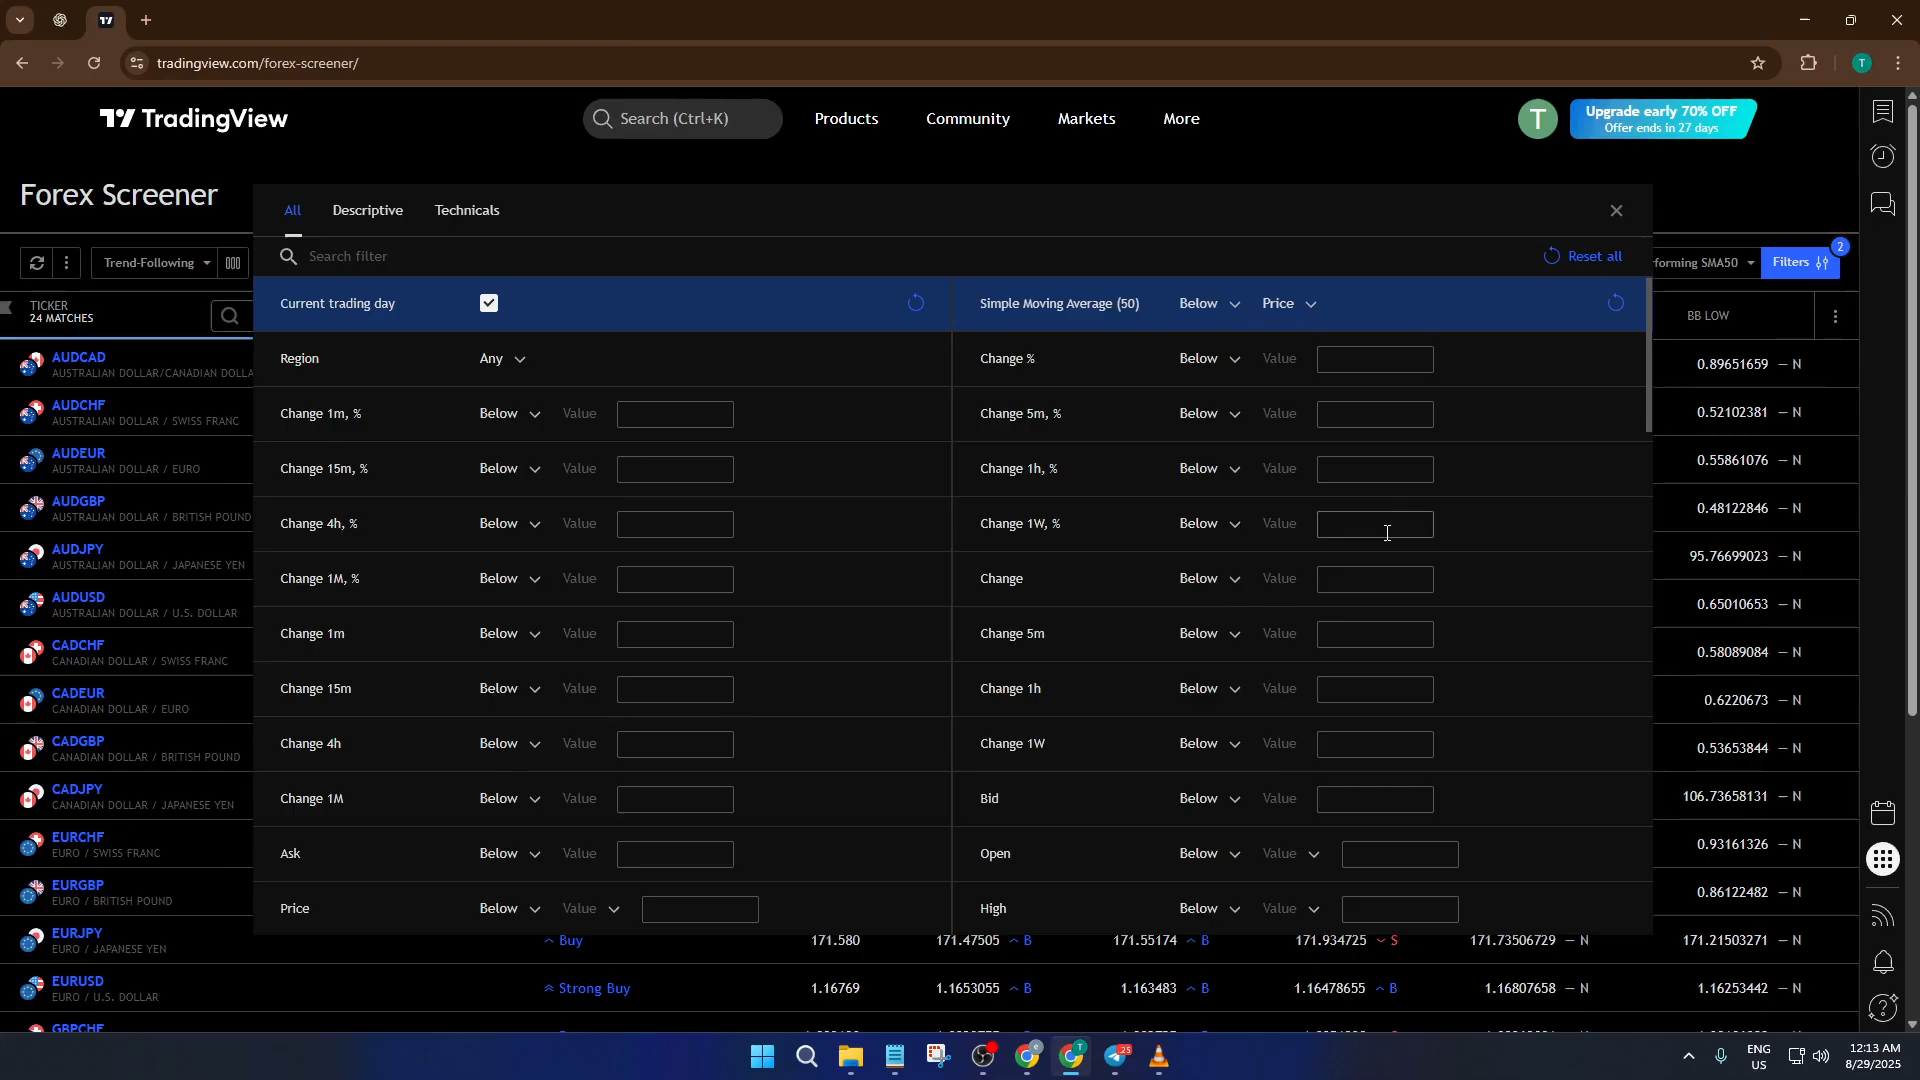 tradingview.com/forex-screener/
T
TradingView
Search (Ctrl+K)
Products
Community
Markets
More
T
Upgrade early 70% OFF
Offer ends in 27 days
Forex Screener
All
Descriptive
Technicals
Trend-Following
Search filter
Reset all
forming SMA50
Filters
2
TICKER
24 MATCHES
BB LOW
Current trading day
Simple Moving Average (50) Below Price
Region Any
Change % Below Value
Change 1m, % Below Value
Change 5m, % Below Value
Change 15m, % Below Value
Change 1h, % Below Value
Change 4h, % Below Value
Change 1W, % Below Value
Change 1M, % Below Value
Change Below Value
Change 1m Below Value
Change 5m Below Value
Change 15m Below Value
Change 1h Below Value
Change 4h Below Value
Change 1W Below Value
Change 1M Below Value
Bid Below Value
Ask Below Value
Open Below Value
Price Below Value
High Below Value
AUDCAD
AUSTRALIAN DOLLAR/CANADIAN DOLLA
0.89651659 — N
AUDCHF
AUSTRALIAN DOLLAR / SWISS FRANC
0.52102381 — N
AUDEUR
AUSTRALIAN DOLLAR / EURO
0.55861076 — N
AUDGBP
AUSTRALIAN DOLLAR / BRITISH POUND
0.48122846 — N
AUDJPY
AUSTRALIAN DOLLAR / JAPANESE YEN
95.76699023 — N
AUDUSD
AUSTRALIAN DOLLAR / U.S. DOLLAR
0.65010653 — N
CADCHF
CANADIAN DOLLAR / SWISS FRANC
0.58089084 — N
CADEUR
CANADIAN DOLLAR / EURO
0.6220673 — N
CADGBP
CANADIAN DOLLAR / BRITISH POUND
0.53653844 — N
CADJPY
CANADIAN DOLLAR / JAPANESE YEN
106.73658131 — N
EURCHF
EURO / SWISS FRANC
0.93161326 — N
EURGBP
EURO / BRITISH POUND
0.86122482 — N
EURJPY
EURO / JAPANESE YEN
Buy 171.580 171.47505 B 171.55174 B 171.934725 S 171.73506729 — N 171.21503271 — N
EURUSD
EURO / U.S. DOLLAR
Strong Buy 1.16769 1.1653055 B 1.163483 B 1.16478655 B 1.16807658 — N 1.16253442 — N
GBPCHF
25
ENG
US
12:13 AM
8/29/2025